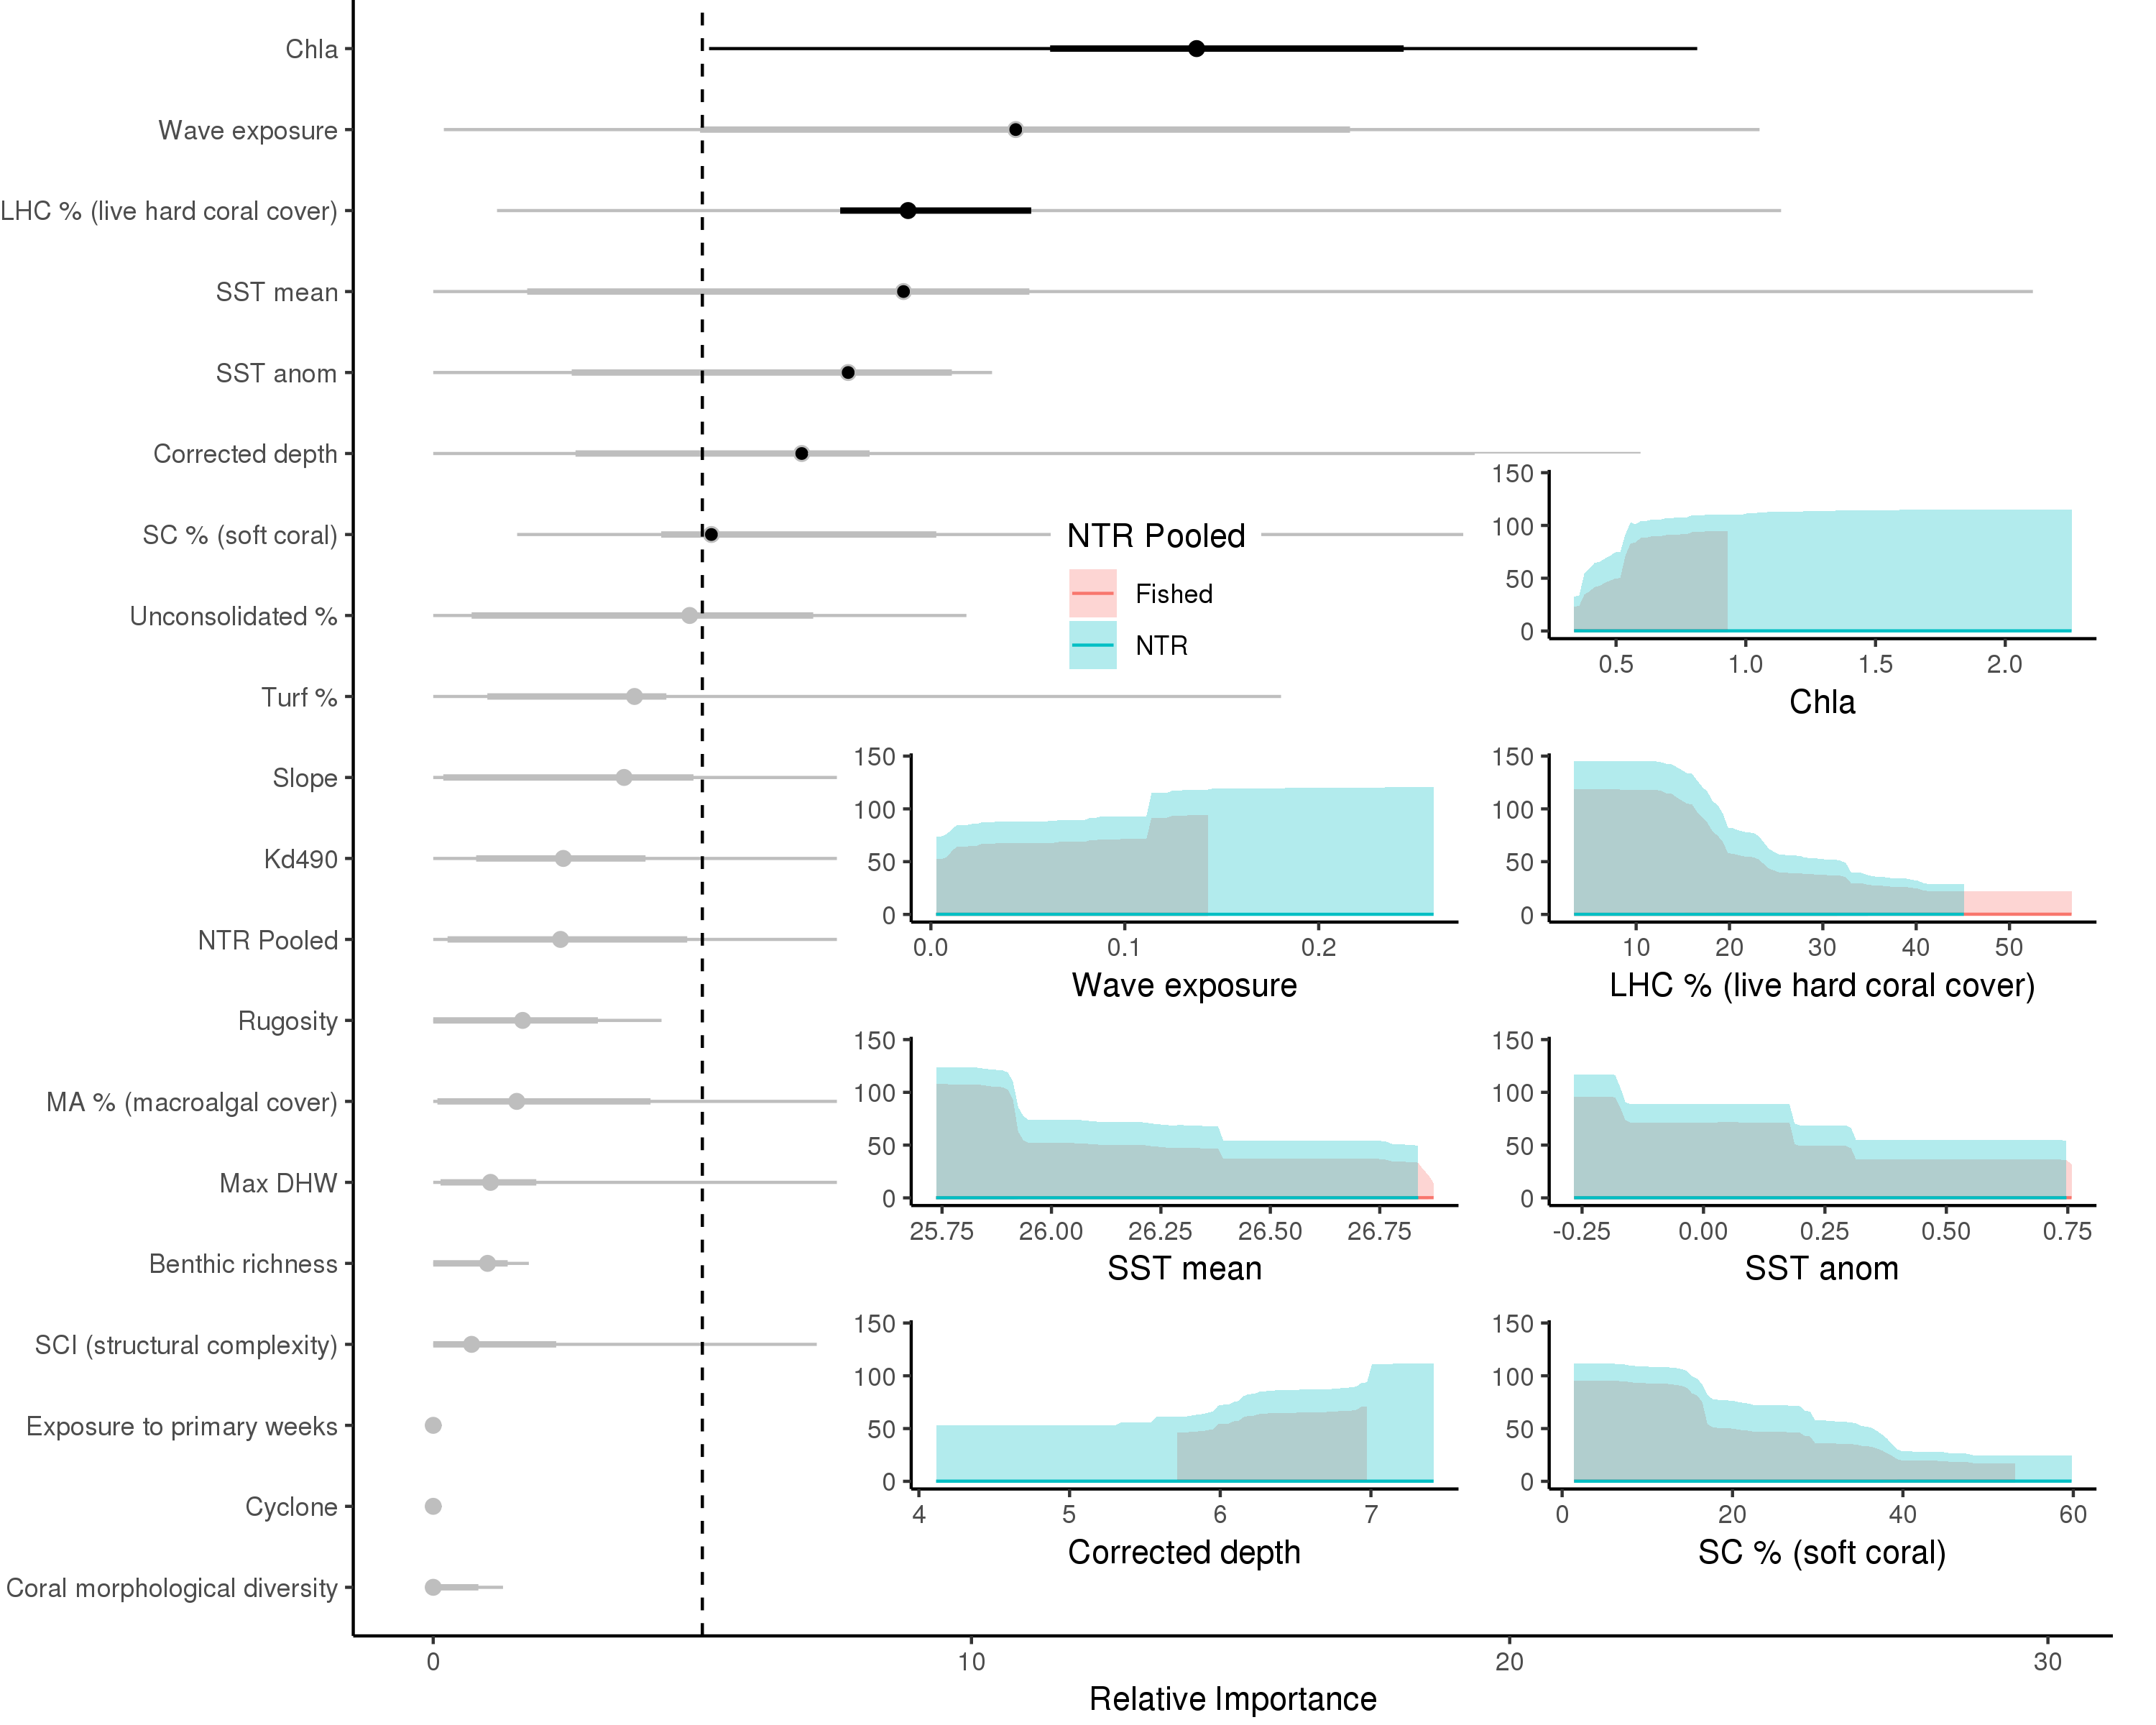 Chla
Wave exposure
LHC % (live hard coral cover)
SST mean
SST anom
Corrected depth
SC % (soft coral)
Unconsolidated %
Turf %
Slope
Kd490
NTR Pooled
Rugosity
MA % (macroalgal cover)
Max DHW
Benthic richness
SCI (structural complexity)
Exposure to primary weeks
Cyclone
Coral morphological diversity
0 10 20 30
Relative Importance
NTR Pooled
Fished
NTR
150
100
50
0
0.5 1.0 1.5 2.0
Chla
150
100
50
0
0.0 0.1 0.2
Wave exposure
150
100
50
0
10 20 30 40 50
LHC % (live hard coral cover)
150
100
50
0
25.75 26.00 26.25 26.50 26.75
SST mean
150
100
50
0
-0.25 0.00 0.25 0.50 0.75
SST anom
150
100
50
0
4 5 6 7
Corrected depth
150
100
50
0
0 20 40 60
SC % (soft coral)